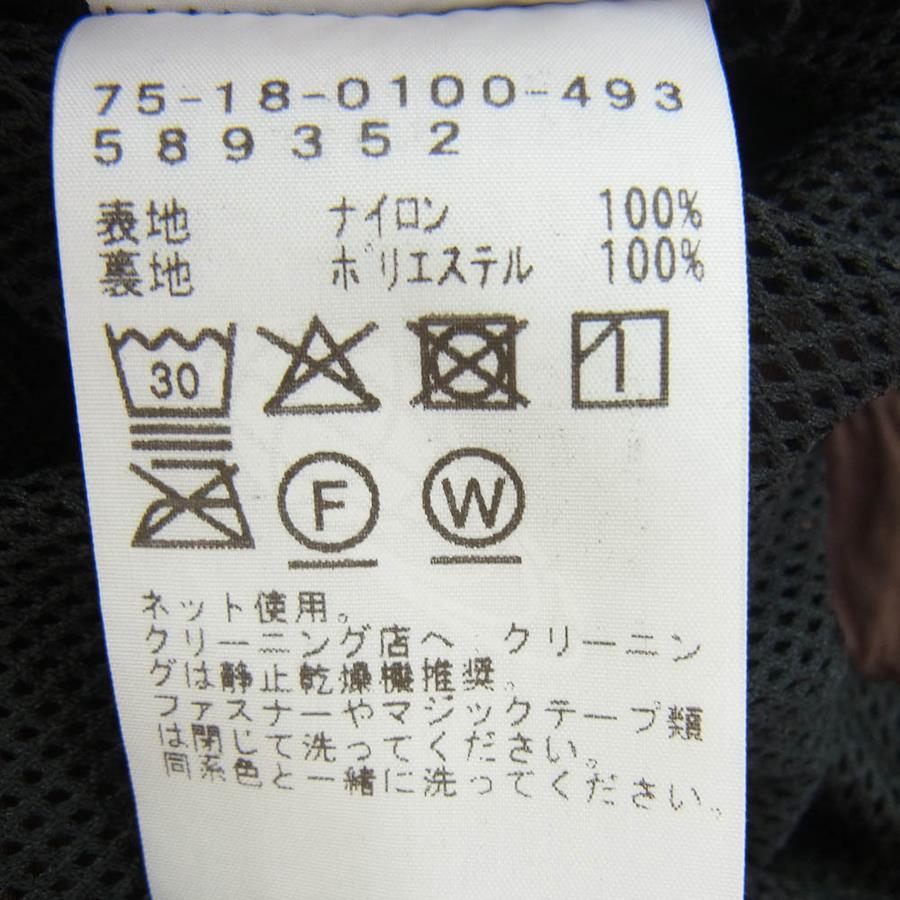 75-18-0100-493
589352
表地 ナイロン 100%
裏地 ポリエステル 100%
30
F W
ネット使用。
クリーニング店へ クリーニン
グは静止乾燥機推奨。
ファスナーやマジックテープ類
は閉じて洗ってください。
同系色と一緒に洗ってください。